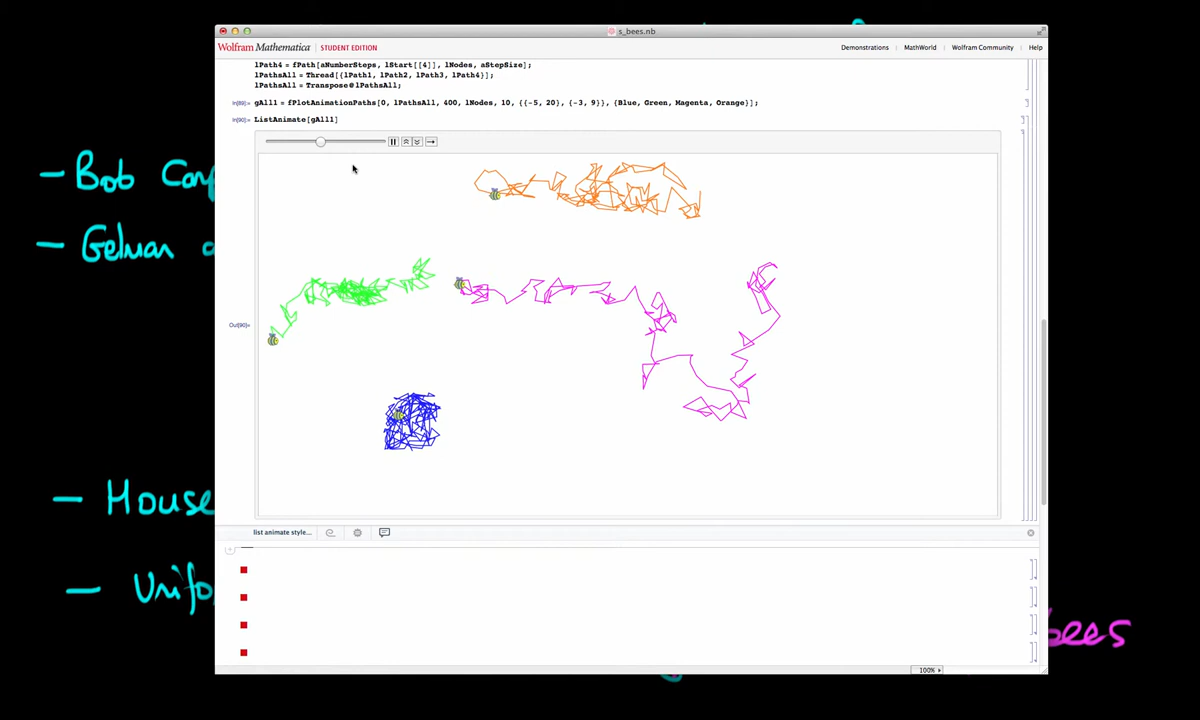 s_bees.nb
Wolfram Mathematica | STUDENT EDITION
Demonstrations MathWorld Wolfram Community Help
lPath4 = fPath[aNumberSteps, lStart[[4]], lNodes, aStepSize];
lPathsAll = Thread[{lPath1, lPath2, lPath3, lPath4}];
lPathsAll = Transpose@lPathsAll;
In[89]= gAll1 = fPlotAnimationPaths[0, lPathsAll, 400, lNodes, 10, {{-5, 20}, {-3, 9}}, {Blue, Green, Magenta, Orange}];
In[90]= ListAnimate[gAll1]
- Bob
- Gelman
Out[90]=
- House
list animate style...
-
bees
100%